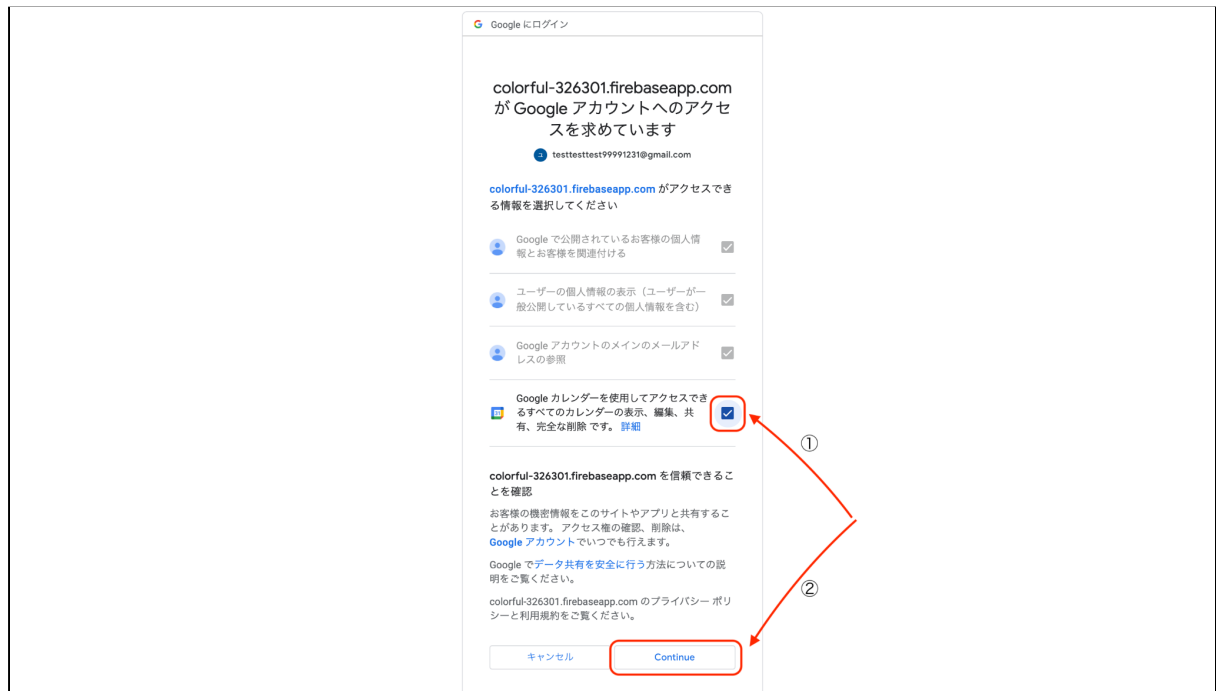 Google にログイン
colorful-326301.firebaseapp.com
が Google アカウントへのアクセ
スを求めています
ユ testtesttest99991231@gmail.com
colorful-326301.firebaseapp.com がアクセスでき
る情報を選択してください
Google で公開されているお客様の個人情
報とお客様を関連付ける
ユーザーの個人情報の表示（ユーザーが一
般公開しているすべての個人情報を含む）
Google アカウントのメインのメールアド
レスの参照
Google カレンダーを使用してアクセスでき
るすべてのカレンダーの表示、編集、共
有、完全な削除 です。 詳細
①
colorful-326301.firebaseapp.com を信頼できるこ
とを確認
お客様の機密情報をこのサイトやアプリと共有するこ
とがあります。 アクセス権の確認、削除は、
Google アカウントでいつでも行えます。
Google でデータ共有を安全に行う方法についての説
明をご覧ください。
②
colorful-326301.firebaseapp.com のプライバシー ポリ
シーと利用規約をご覧ください。
キャンセル
Continue